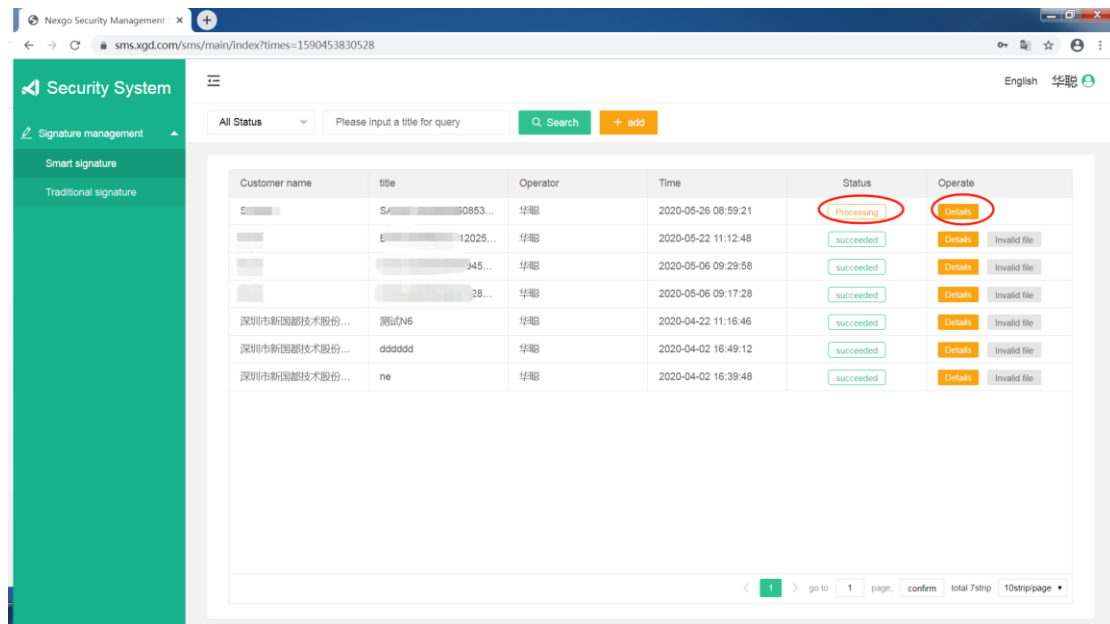 Nexgo Security Management
sms.xgd.com/sms/main/index?times=1590453830528
Security System
English 华聪
Signature management
Smart signature
Traditional signature
All Status Please input a title for query Search + add
Customer name title Operator Time Status Operate
S 50853... 华聪 2020-05-26 08:59:21 Processing Details
12025... 华聪 2020-05-22 11:12:48 succeeded Details Invalid file
945... 华聪 2020-05-06 09:29:58 succeeded Details Invalid file
28... 华聪 2020-05-06 09:17:28 succeeded Details Invalid file
深圳市新国都技术股份... 测试N6 华聪 2020-04-22 11:16:46 succeeded Details Invalid file
深圳市新国都技术股份... dddddd 华聪 2020-04-02 16:49:12 succeeded Details Invalid file
深圳市新国都技术股份... ne 华聪 2020-04-02 16:39:48 succeeded Details Invalid file
< 1 > go to 1 page; confirm total 7strip 10strip/page